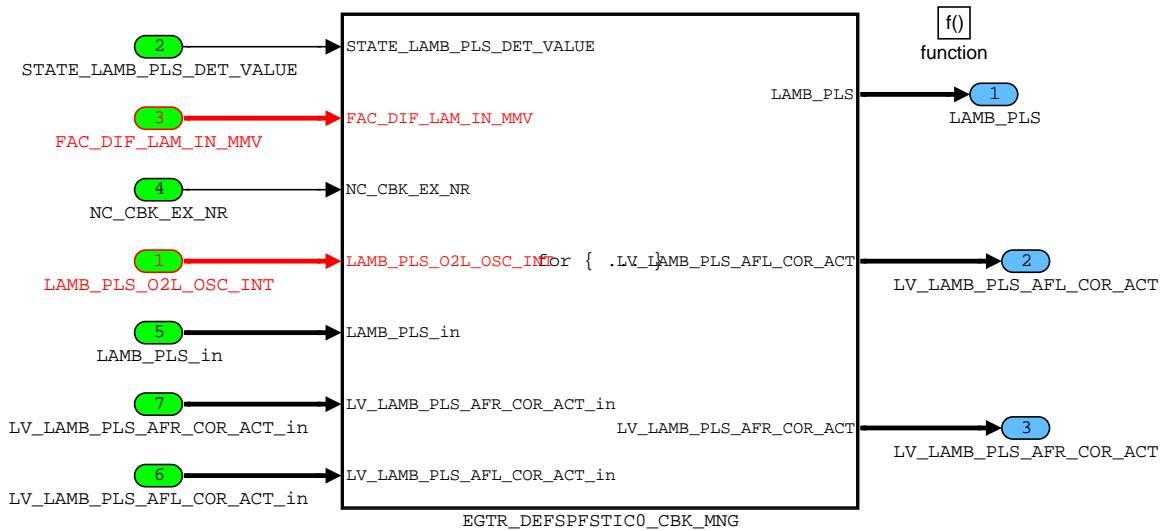 f()
function
2
STATE_LAMB_PLS_DET_VALUE
STATE_LAMB_PLS_DET_VALUE
LAMB_PLS
1
LAMB_PLS
3
FAC_DIF_LAM_IN_MMV
FAC_DIF_LAM_IN_MMV
4
NC_CBK_EX_NR
NC_CBK_EX_NR
1
LAMB_PLS_O2L_OSC_INT
LAMB_PLS_O2L_OSC_INT
for { ... }
LV_LAMB_PLS_AFL_COR_ACT
2
LV_LAMB_PLS_AFL_COR_ACT
5
LAMB_PLS_in
LAMB_PLS_in
7
LV_LAMB_PLS_AFR_COR_ACT_in
LV_LAMB_PLS_AFR_COR_ACT_in
LV_LAMB_PLS_AFR_COR_ACT
3
LV_LAMB_PLS_AFR_COR_ACT
6
LV_LAMB_PLS_AFL_COR_ACT_in
LV_LAMB_PLS_AFL_COR_ACT_in
EGTR_DEFSPFSTIC0_CBK_MNG